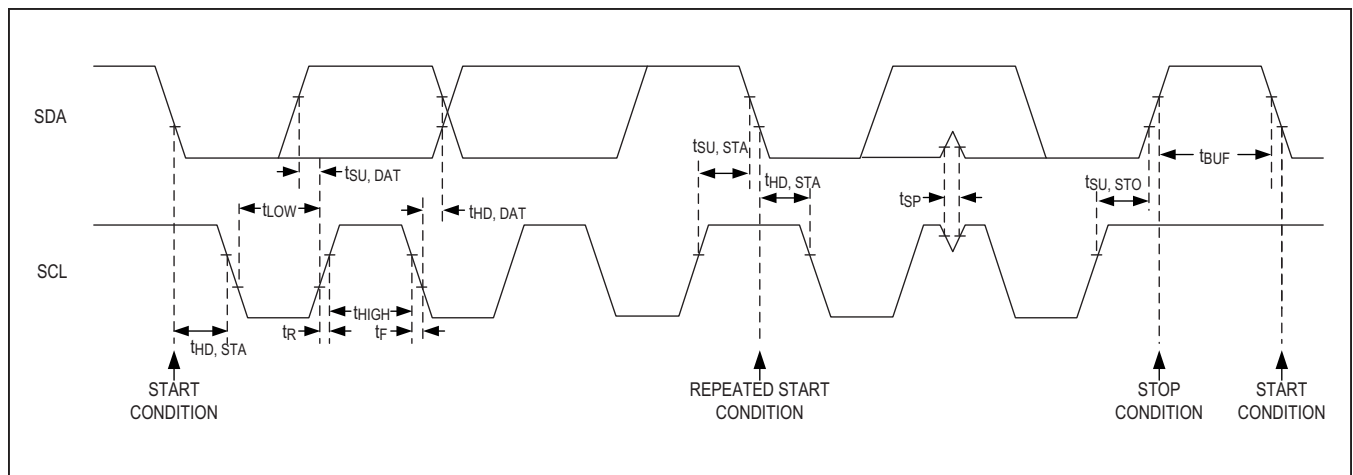 SDA
tSU, STA
tBUF
tSU, DAT
tHD, STA
tSU, STO
tLOW
tHD, DAT
tSP
SCL
tHIGH
tR
tF
tHD, STA
START
CONDITION
REPEATED START
CONDITION
STOP
CONDITION
START
CONDITION